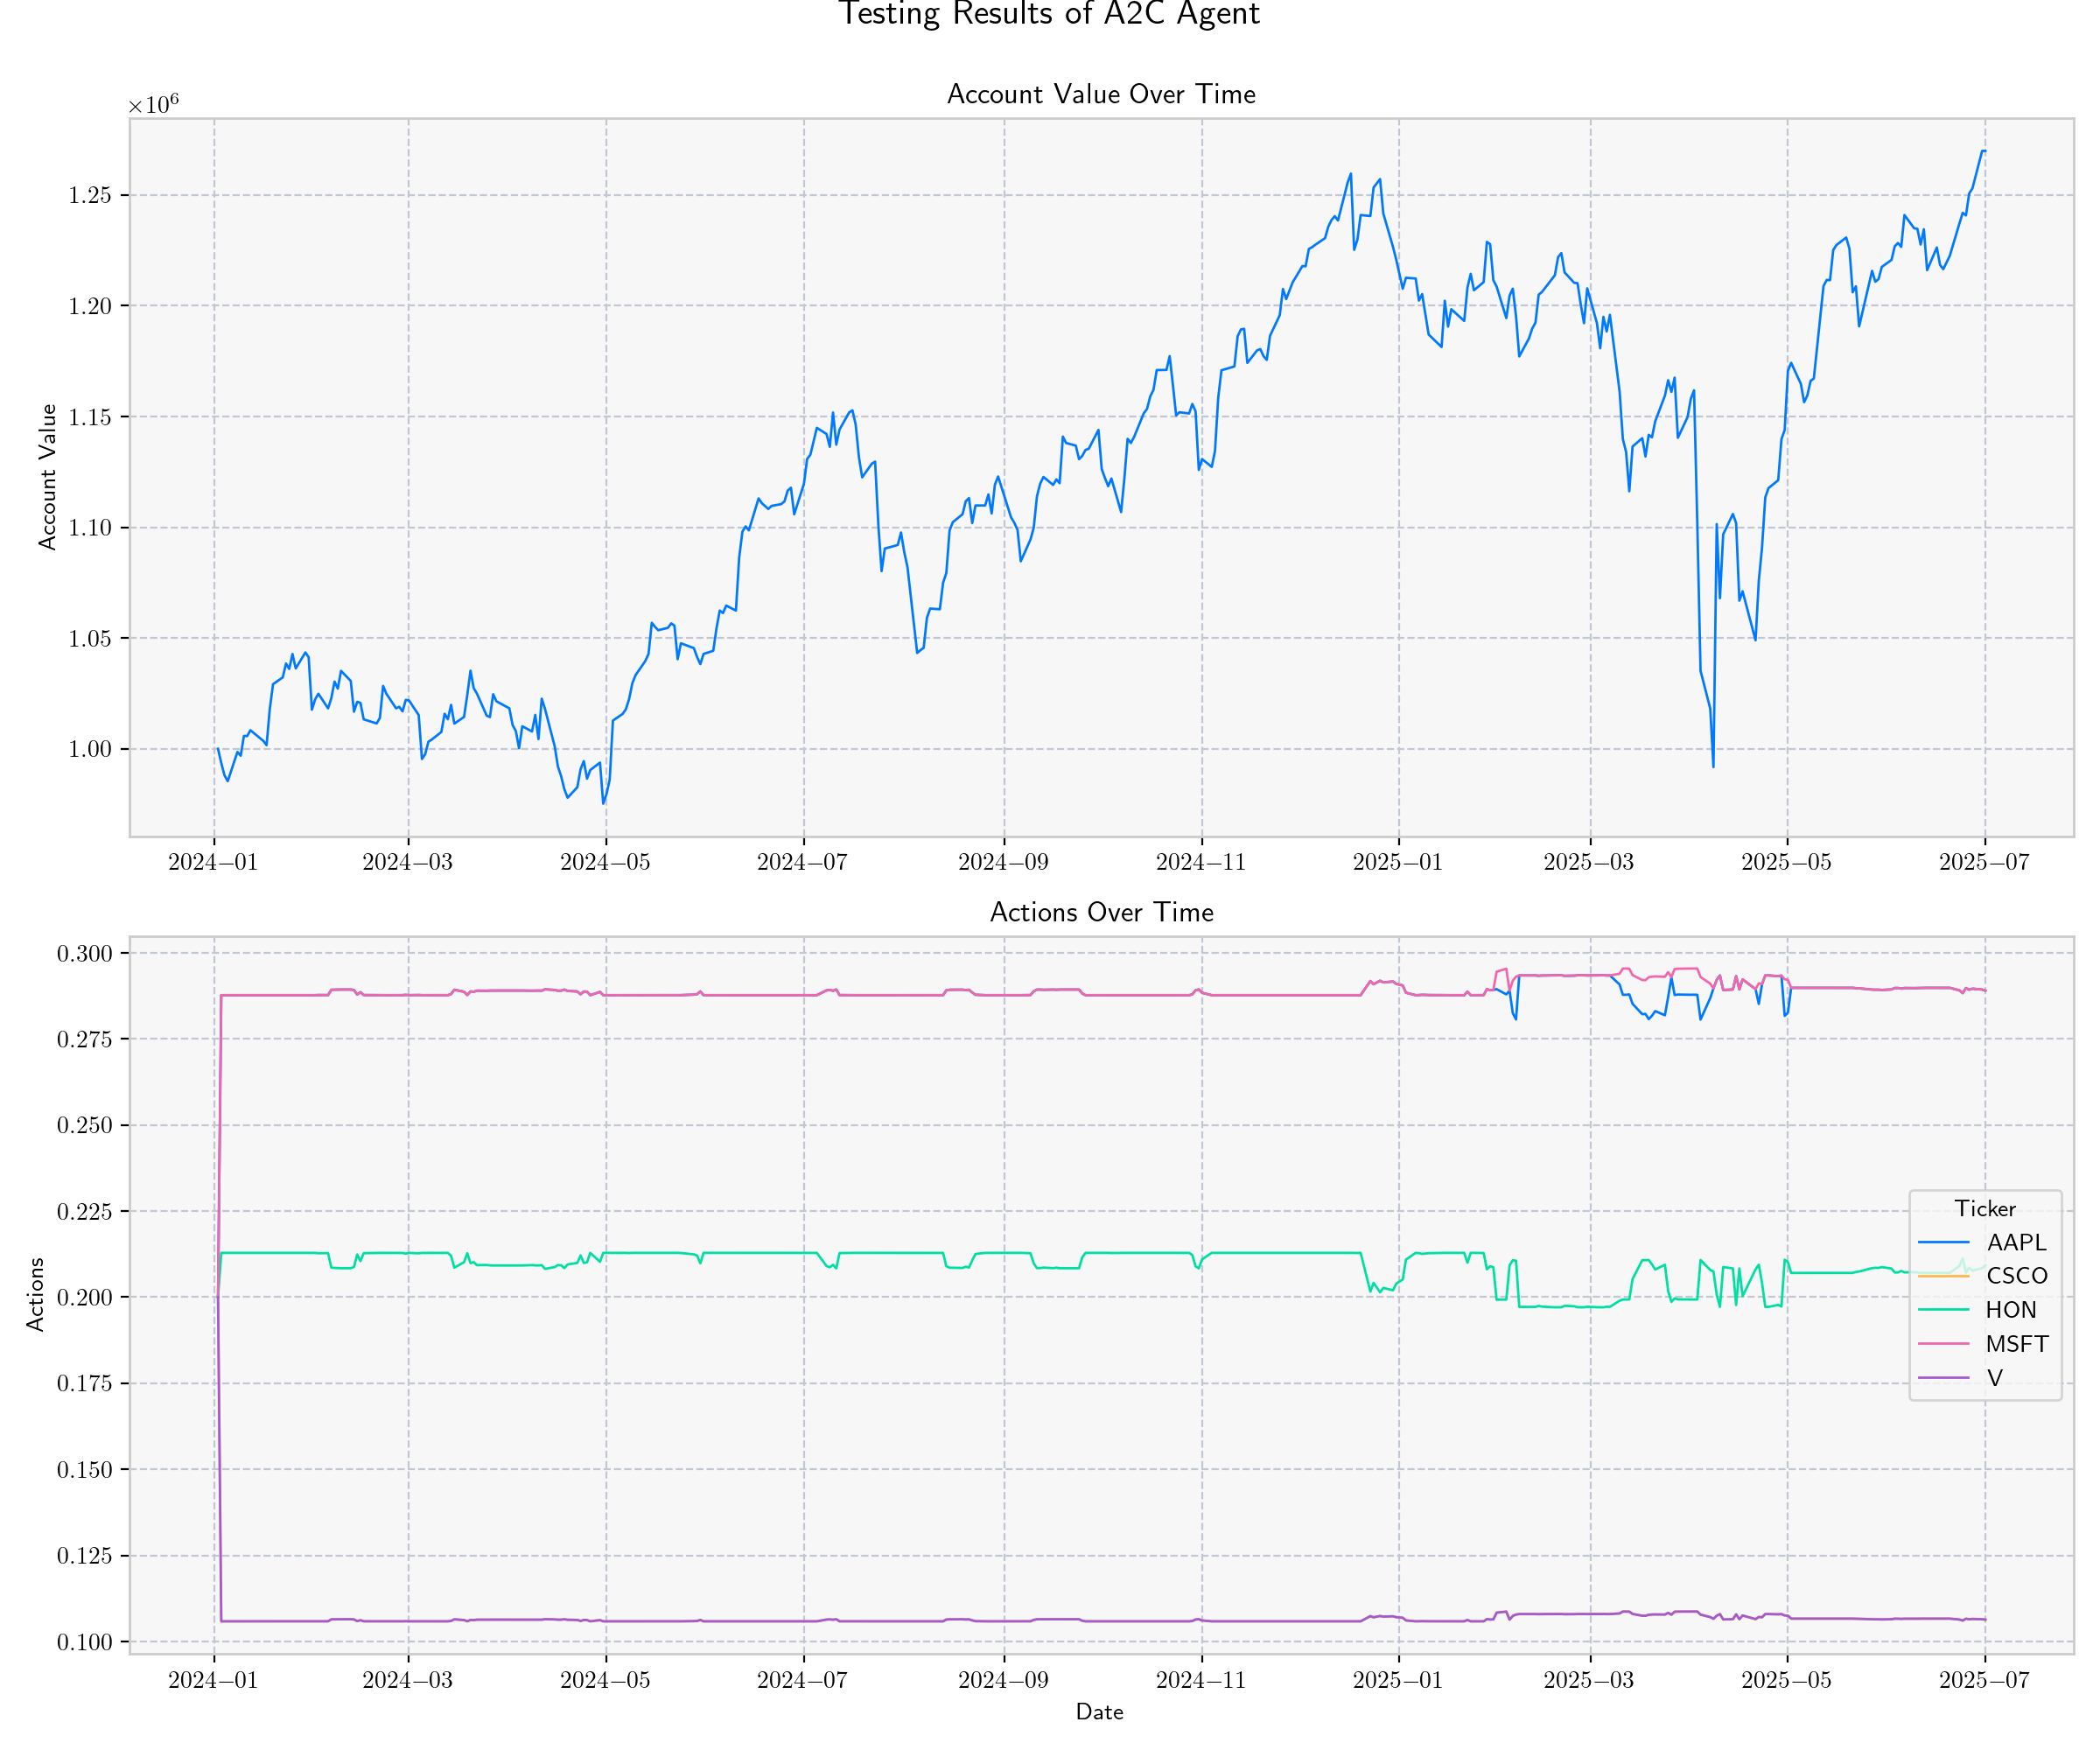 Testing Results of A2C Agent
Account Value Over Time
×10⁶
Account Value
1.25
1.20
1.15
1.10
1.05
1.00
2024–01 2024–03 2024–05 2024–07 2024–09 2024–11 2025–01 2025–03 2025–05 2025–07
Actions Over Time
Actions
0.300
0.275
0.250
0.225
0.200
0.175
0.150
0.125
0.100
Ticker
AAPL
CSCO
HON
MSFT
V
2024–01 2024–03 2024–05 2024–07 2024–09 2024–11 2025–01 2025–03 2025–05 2025–07
Date